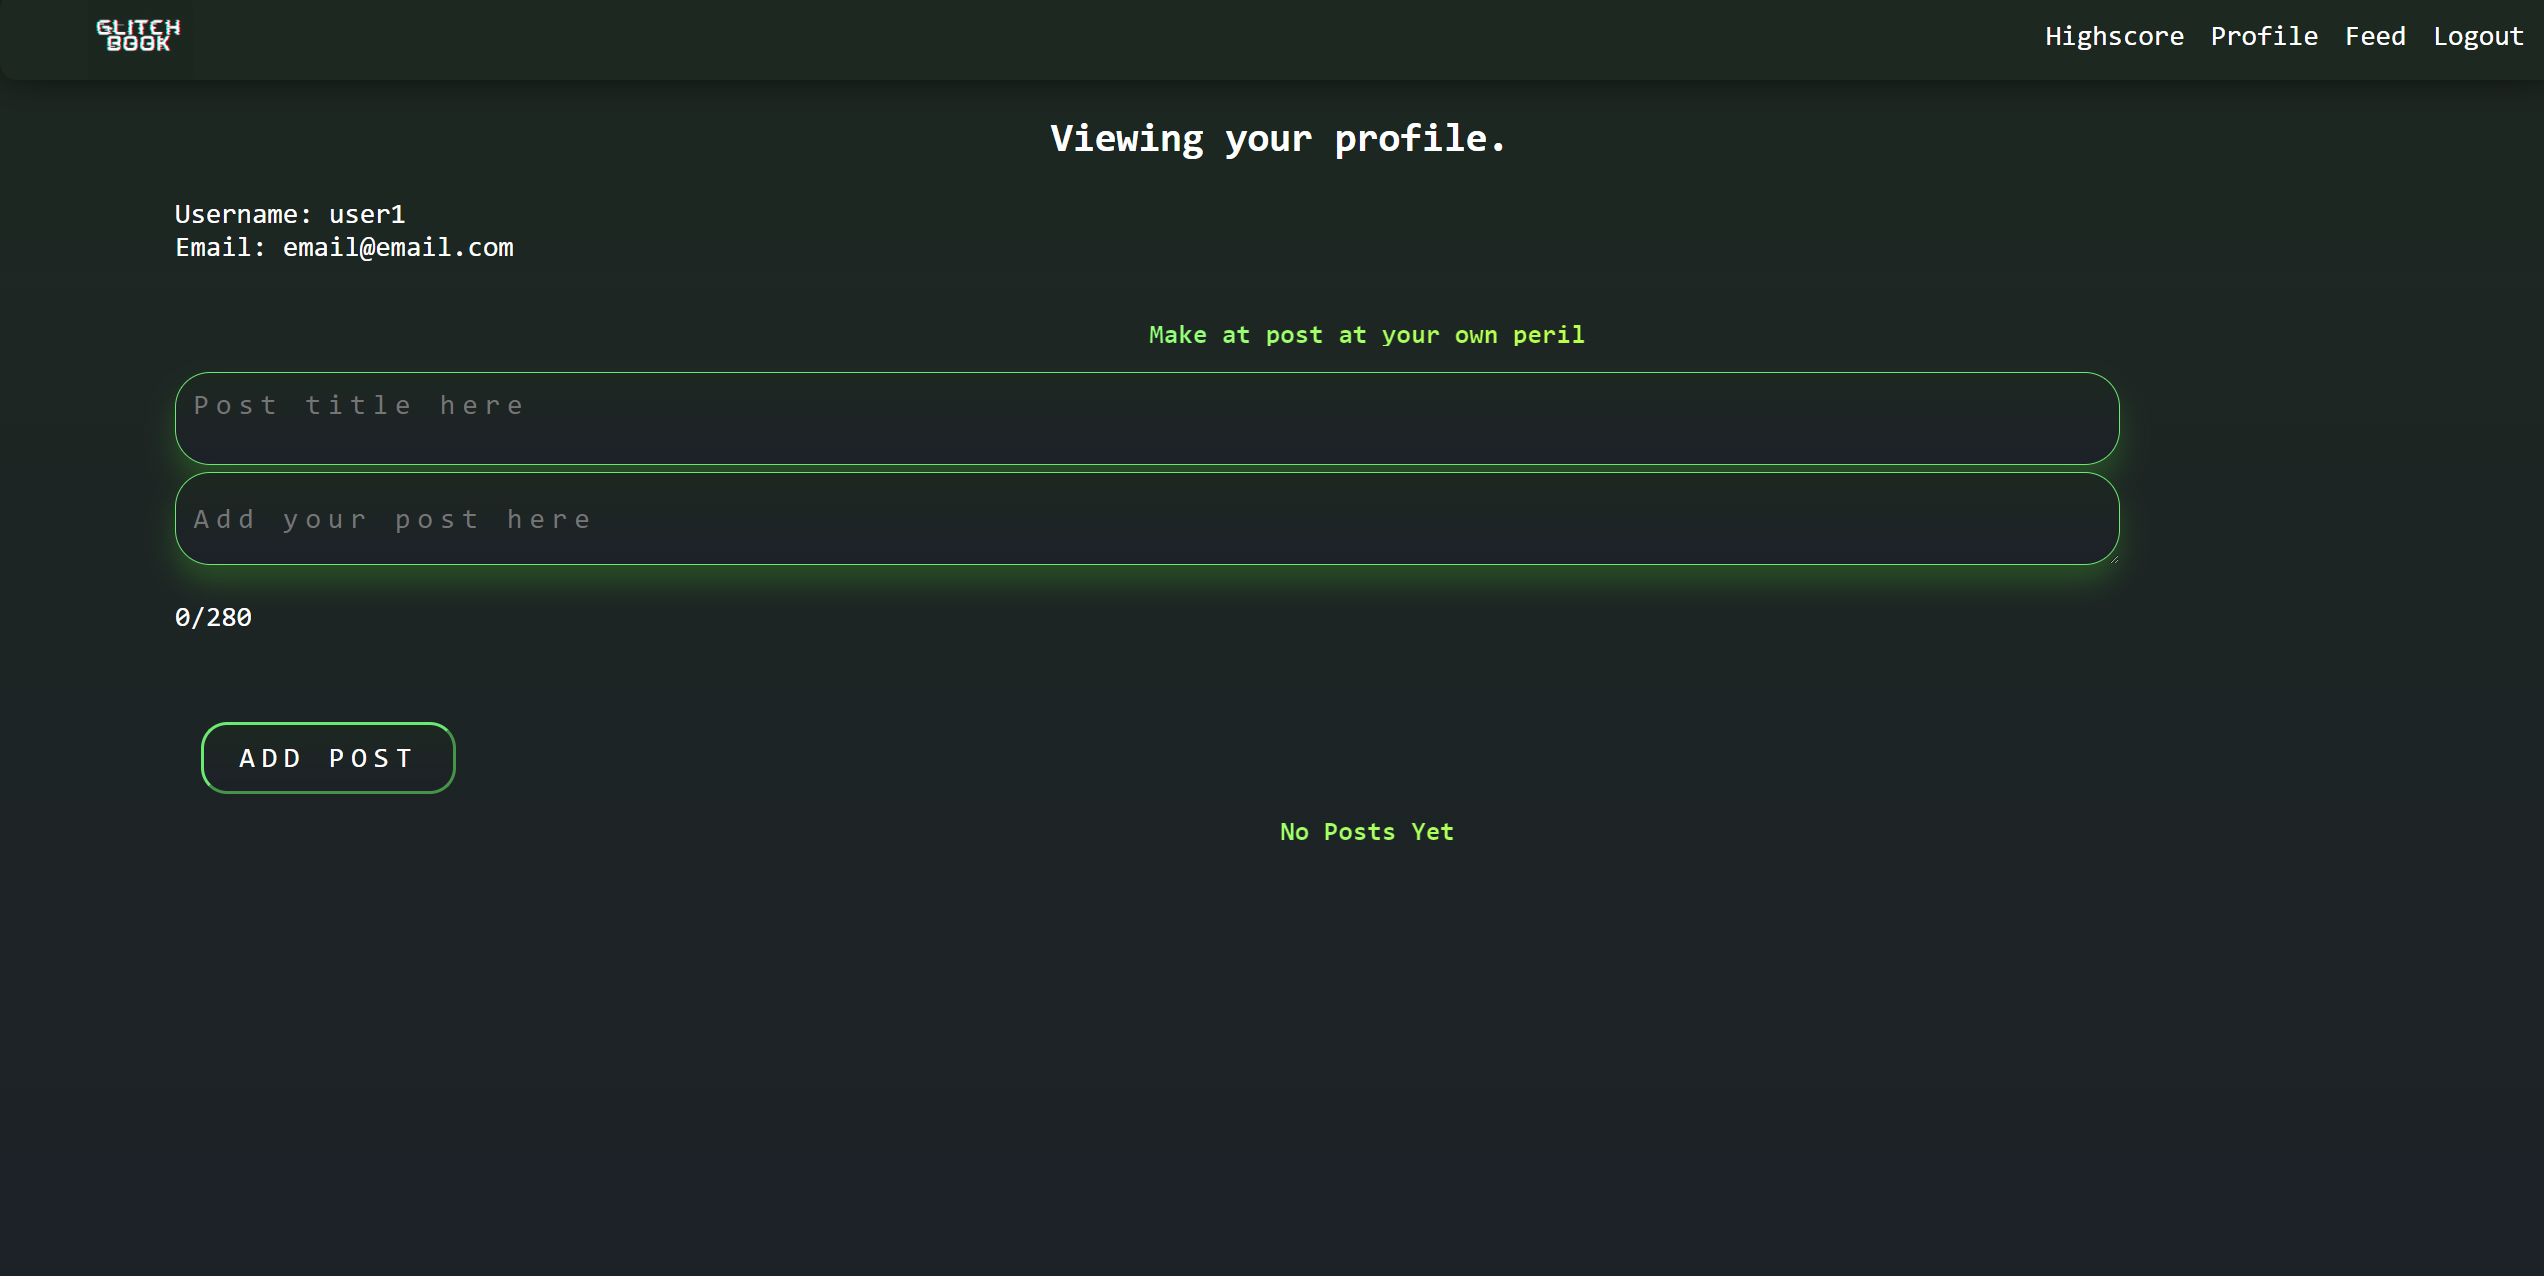 GLITCH
BOOK
Highscore Profile Feed Logout
Viewing your profile.
Username: user1
Email: email@email.com
Make at post at your own peril
Post title here
Add your post here
0/280
ADD POST
No Posts Yet